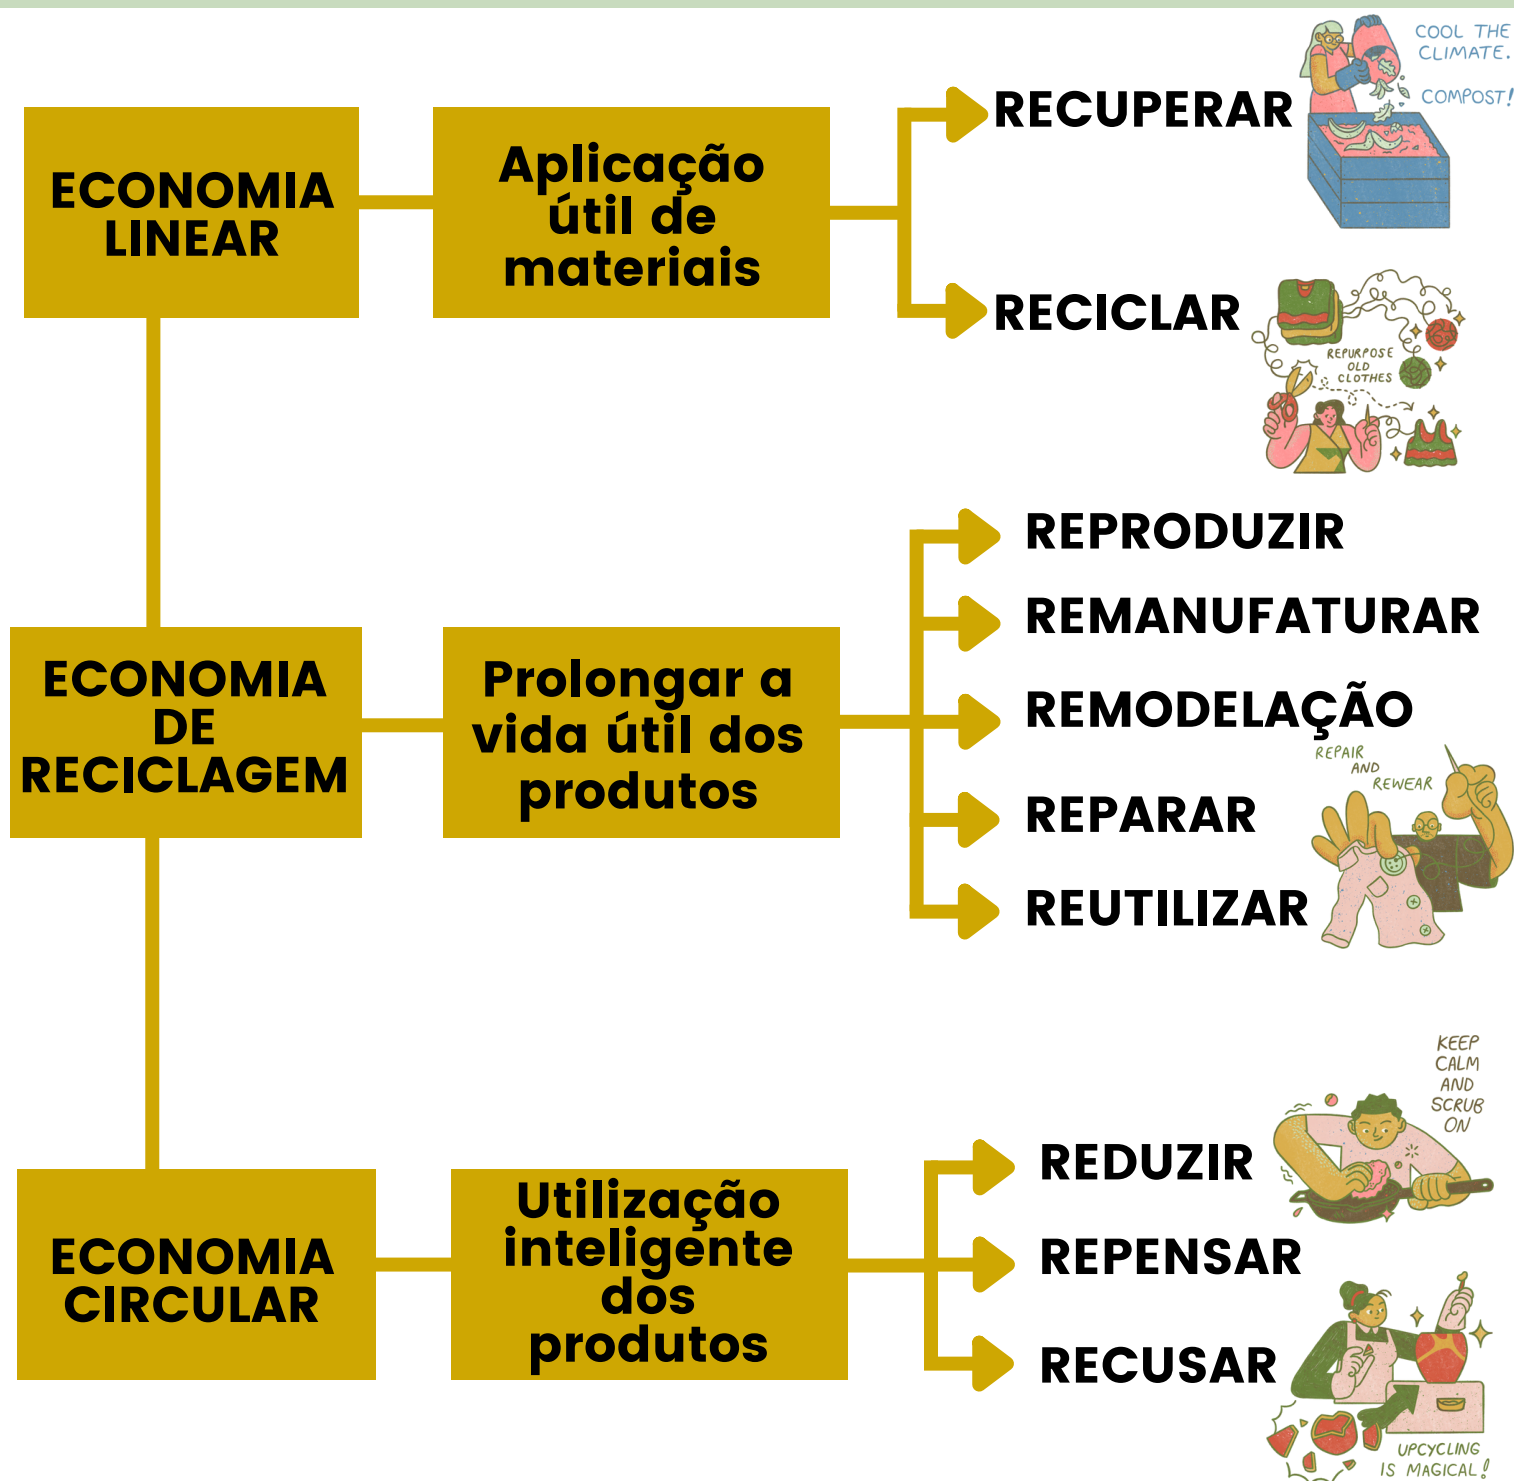 ECONOMIA
LINEAR
Aplicação
útil de
materiais
RECUPERAR
COOL THE
CLIMATE.
COMPOST!
RECICLAR
REPURPOSE
OLD
CLOTHES
ECONOMIA
DE
RECICLAGEM
Prolongar a
vida útil dos
produtos
REPRODUZIR
REMANUFATURAR
REMODELAÇÃO
REPAIR
AND
REWEAR
REPARAR
REUTILIZAR
ECONOMIA
CIRCULAR
Utilização
inteligente
dos
produtos
KEEP
CALM
AND
SCRUB
ON
REDUZIR
REPENSAR
RECUSAR
UPCYCLING
IS MAGICAL!